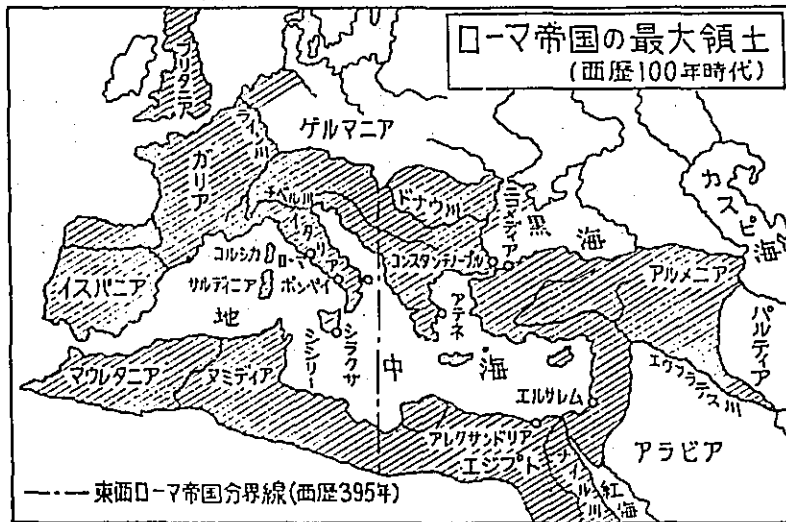 ローマ帝国の最大領土
(西歴100年時代)
ブリタニア
ライン川
ゲルマニア
ガリア
チベル川
ドナウ川
ニコメディア
黒海
カスピ海
イタリア
コルシカ
ローマ
コンスタンチノーブル
アルメニア
イスパニア
サルディニア
ポンペイ
アテネ
パルティア
地中海
シシリー
シラクサ
エウフラテス川
マウレタニア
ヌミディア
エルサレム
アレクサンドリア
エジプト
アラビア
ナイル川
紅海
東西ローマ帝国分界線(西歴395年)